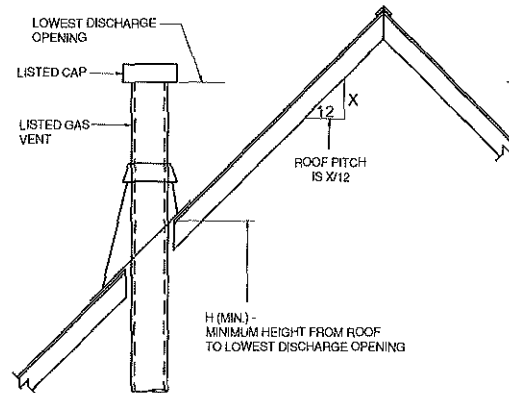 LOWEST DISCHARGE
OPENING
LISTED CAP
LISTED GAS
VENT
X
12
ROOF PITCH
IS X/12
H (MIN.) -
MINIMUM HEIGHT FROM ROOF
TO LOWEST DISCHARGE OPENING